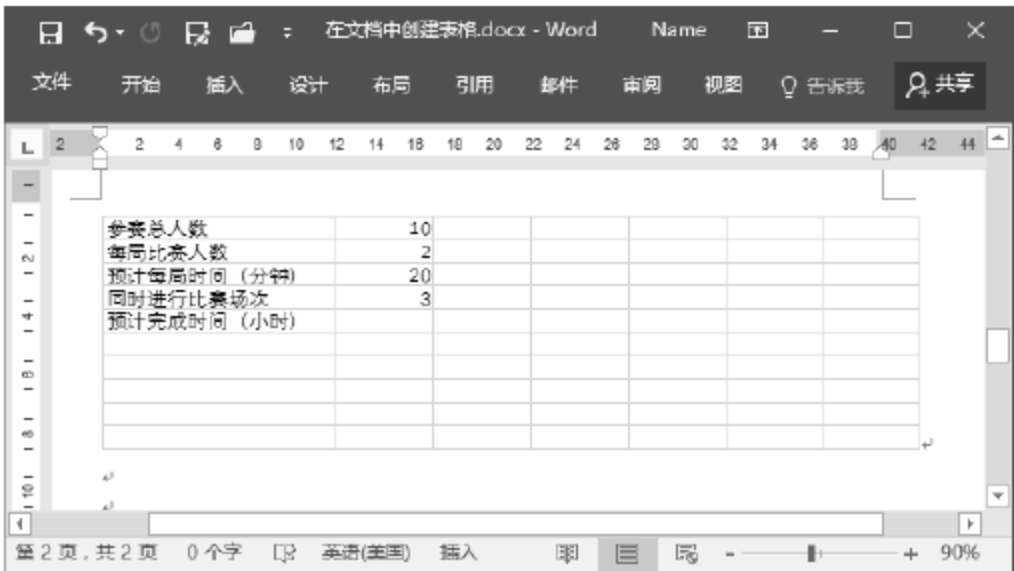 在文档中创建表格.docx - Word Name
文件 开始 插入 设计 布局 引用 邮件 审阅 视图 告诉我 共享
L 2 2 4 6 8 10 12 14 16 18 20 22 24 26 28 30 32 34 36 38 40 42 44
参赛总人数 10
每局比赛人数 2
预计每局时间（分钟） 20
同时进行比赛场次 3
预计完成时间（小时）
2
4
6
8
10
第 2 页，共 2 页 0 个字 英语(美国) 插入 90%